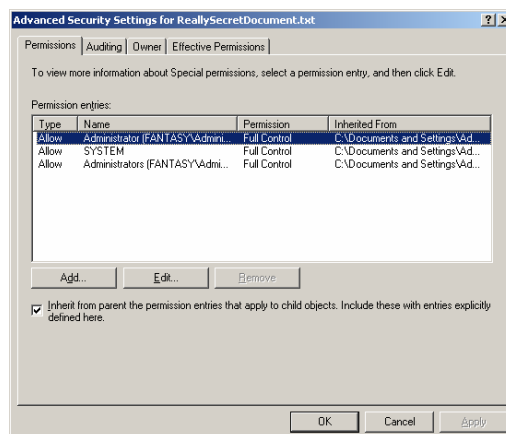 Advanced Security Settings for ReallySecretDocument.txt
Permissions Auditing Owner Effective Permissions
To view more information about Special permissions, select a permission entry, and then click Edit.
Permission entries:
Type Name Permission Inherited From
Allow Administrator (FANTASY\Admini... Full Control C:\Documents and Settings\Ad...
Allow SYSTEM Full Control C:\Documents and Settings\Ad...
Allow Administrators (FANTASY\Admi... Full Control C:\Documents and Settings\Ad...
Add... Edit... Remove
Inherit from parent the permission entries that apply to child objects. Include these with entries explicitly
defined here.
OK Cancel Apply